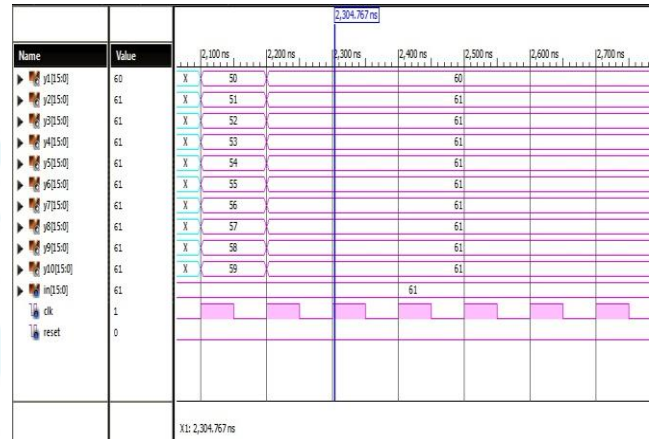 2,304.767 ns
Name Value 2,100 ns 2,200 ns 2,300 ns 2,400 ns 2,500 ns 2,600 ns 2,700 ns
y1[15:0] 60 X 50 60
y2[15:0] 61 X 51 61
y3[15:0] 61 X 52 61
y4[15:0] 61 X 53 61
y5[15:0] 61 X 54 61
y6[15:0] 61 X 55 61
y7[15:0] 61 X 56 61
y8[15:0] 61 X 57 61
y9[15:0] 61 X 58 61
y10[15:0] 61 X 59 61
in[15:0] 61 61
clk 1
reset 0
X1: 2,304.767 ns